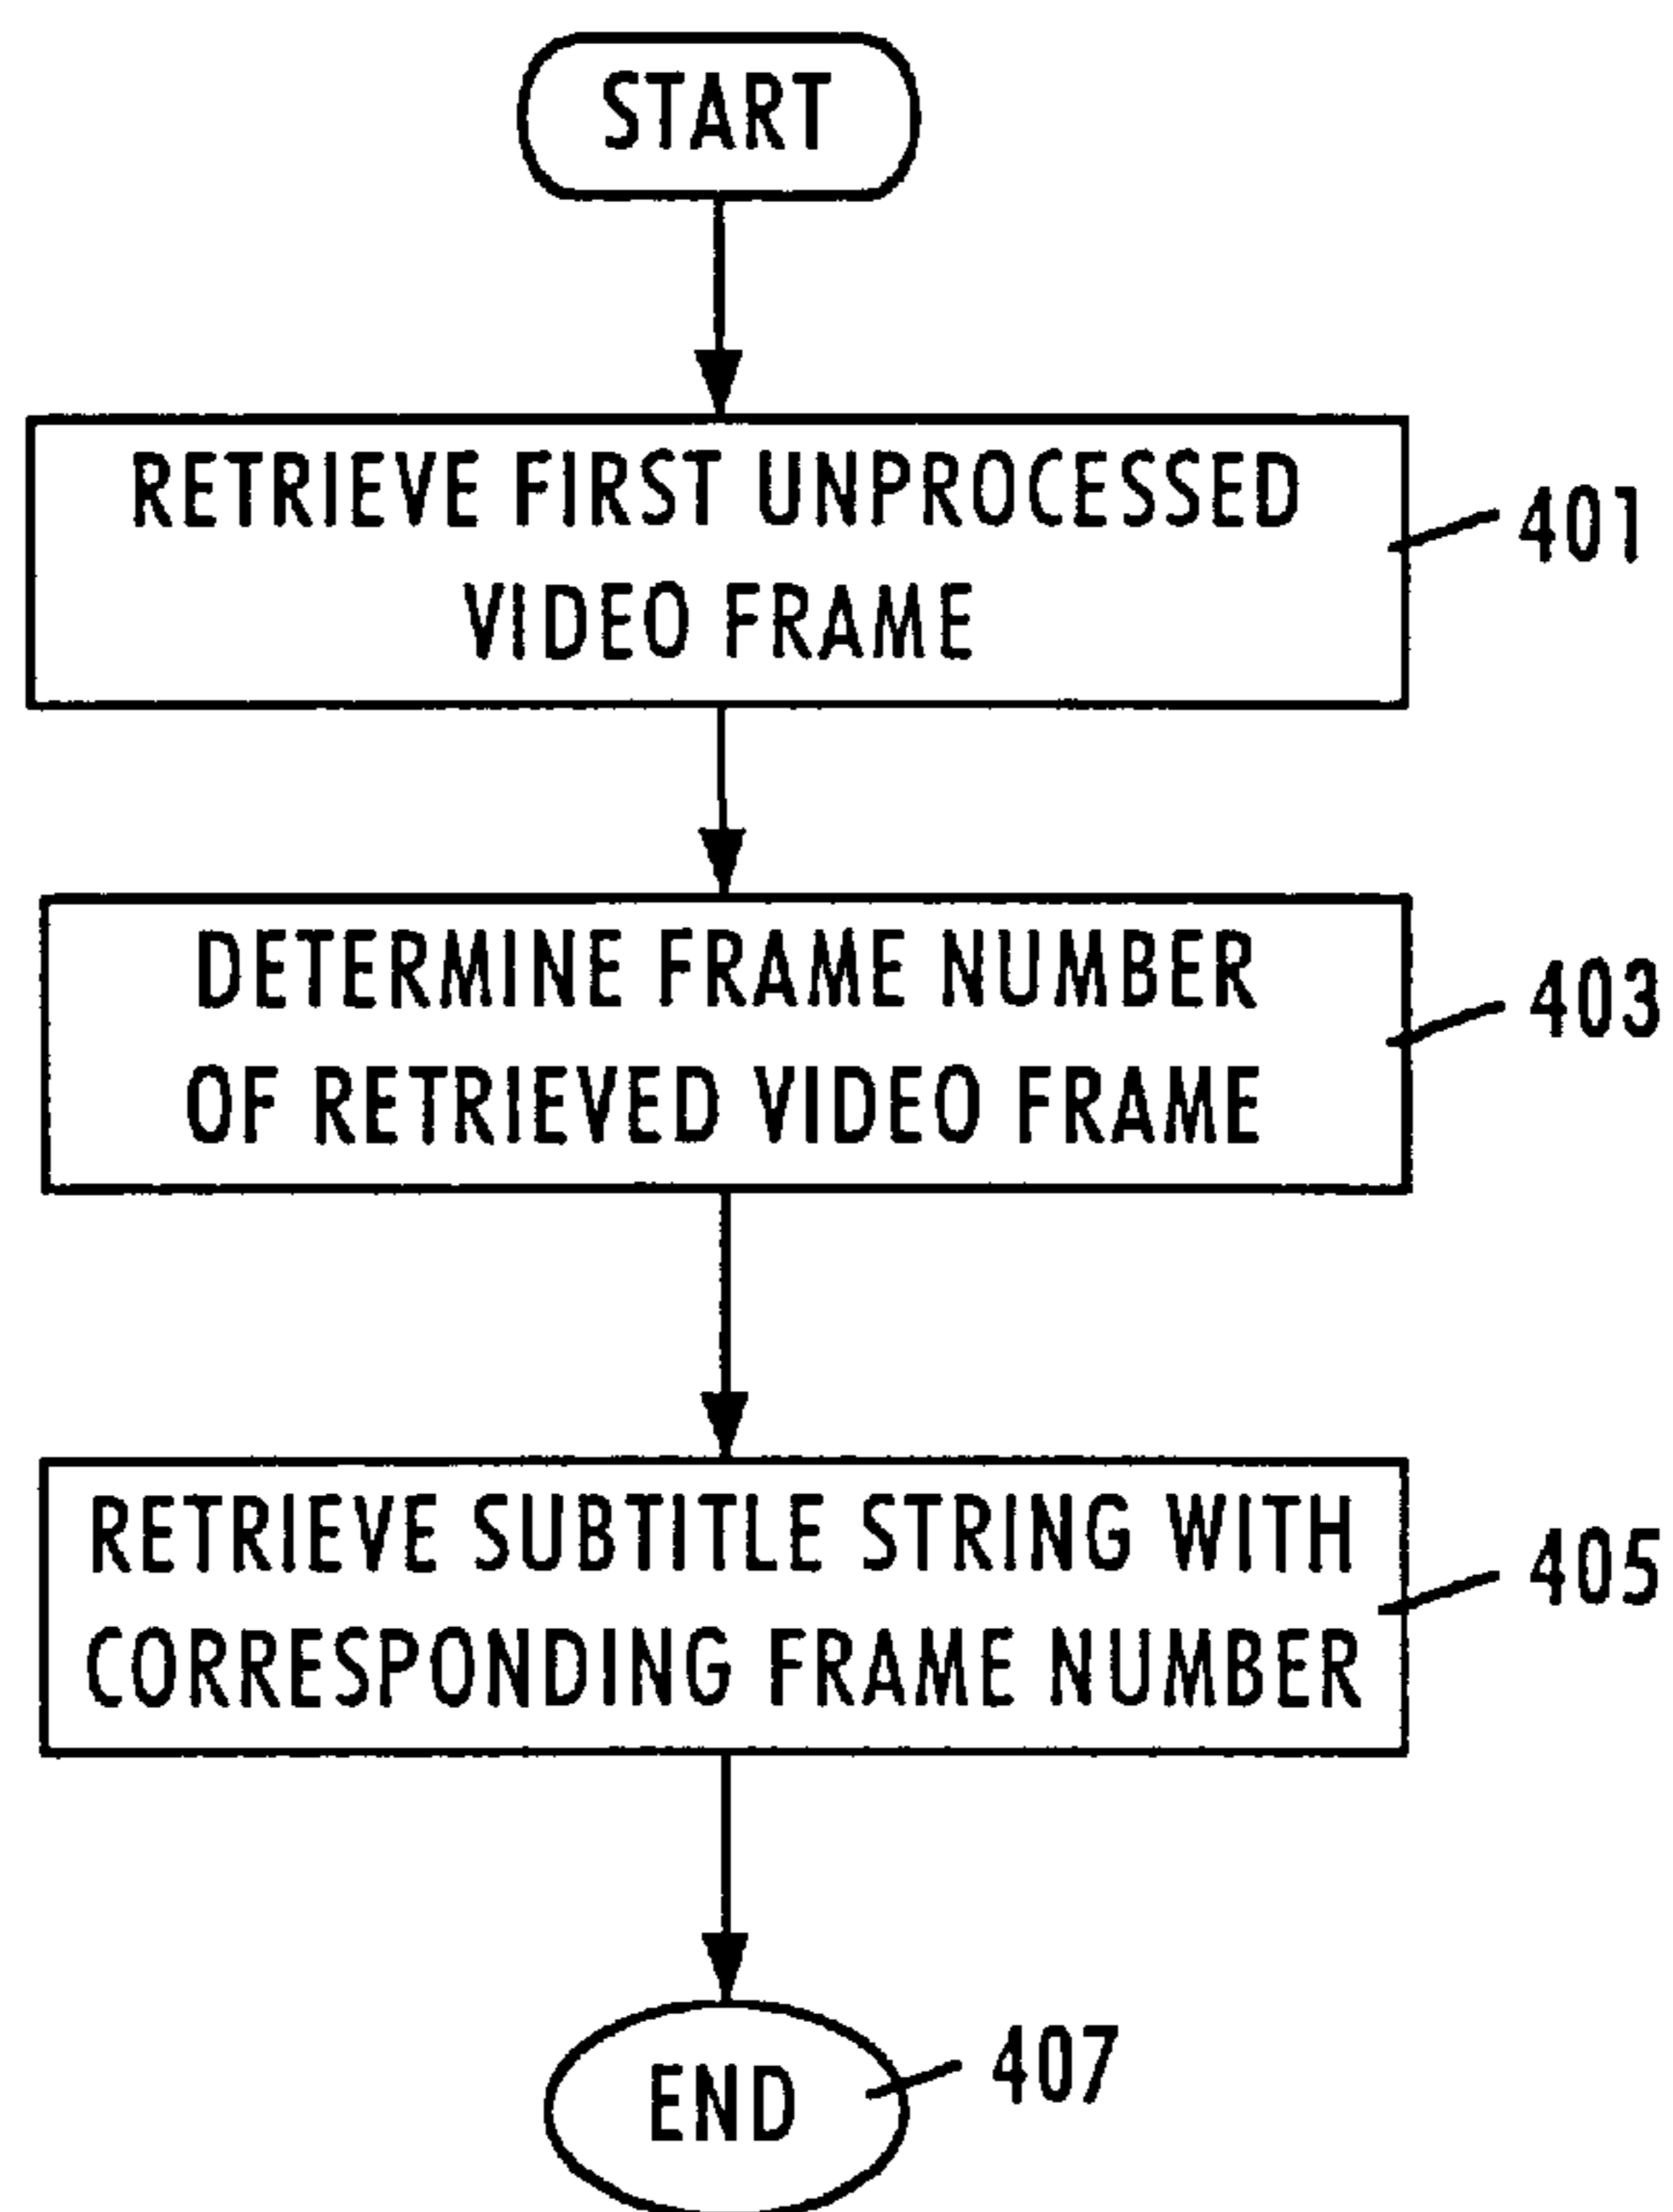 START
RETRIEVE FIRST UNPROCESSED
VIDEO FRAME
401
DETERMINE FRAME NUMBER
OF RETRIEVED VIDEO FRAME
403
RETRIEVE SUBTITLE STRING WITH
CORRESPONDING FRAME NUMBER
405
END
407